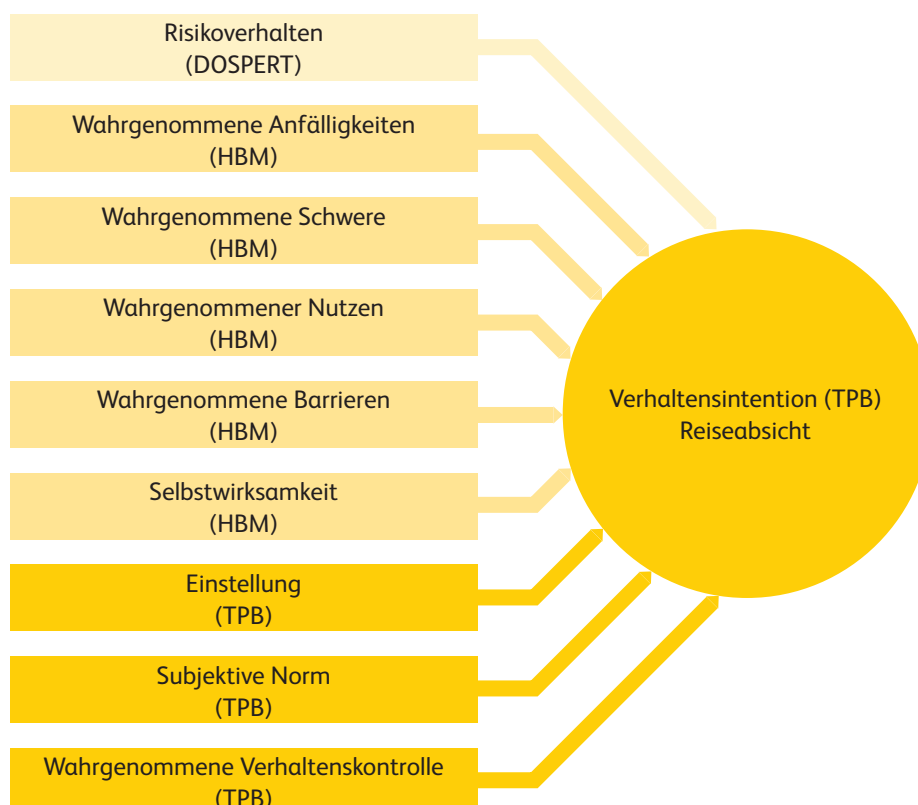 Risikoverhalten
(DOSPERT)
Wahrgenommene Anfälligkeiten
(HBM)
Wahrgenommene Schwere
(HBM)
Wahrgenommener Nutzen
(HBM)
Wahrgenommene Barrieren
(HBM)
Selbstwirksamkeit
(HBM)
Einstellung
(TPB)
Subjektive Norm
(TPB)
Wahrgenommene Verhaltenskontrolle
(TPB)
Verhaltensintention (TPB)
Reiseabsicht